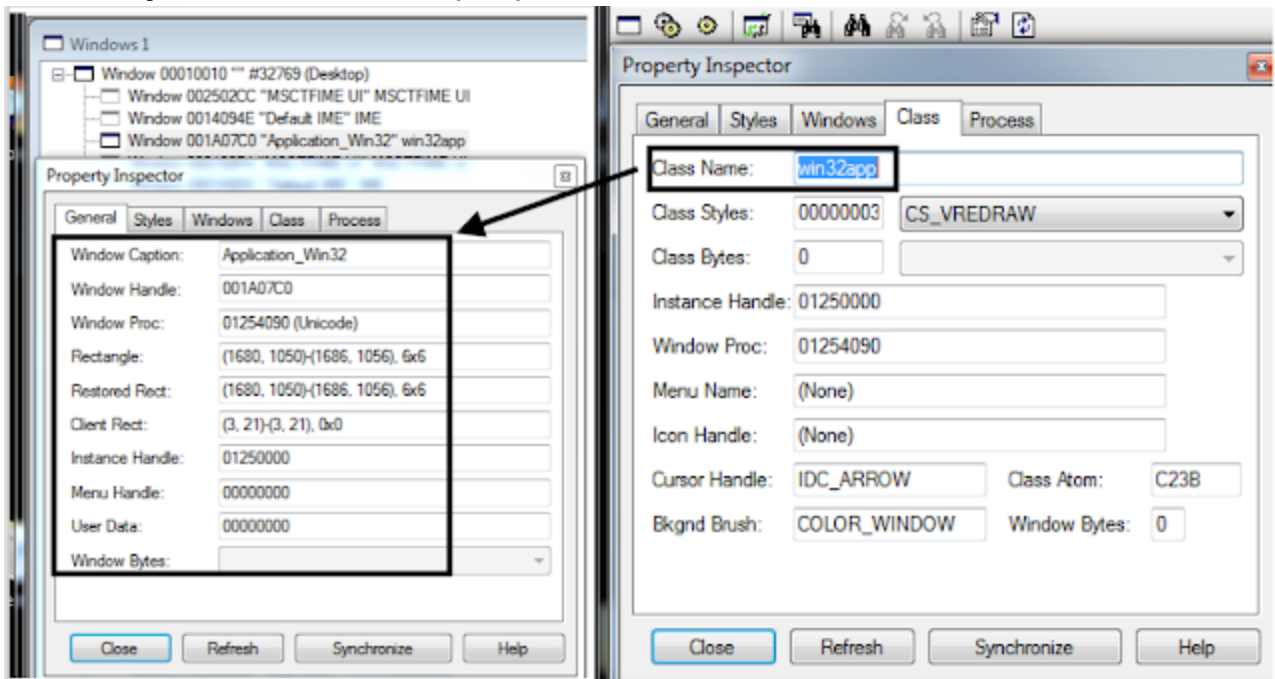 Windows 1
Window 00010010 "" #32769 (Desktop)
Window 002502CC "MSCTFIME UI" MSCTFIME UI
Window 0014094E "Default IME" IME
Window 001A07C0 "Application_Win32" win32app
Property Inspector
General Styles Windows Class Process
Window Caption: Application_Win32
Window Handle: 001A07C0
Window Proc: 01254090 (Unicode)
Rectangle: (1680, 1050)-(1686, 1056), 6x6
Restored Rect: (1680, 1050)-(1686, 1056), 6x6
Client Rect: (3, 21)-(3, 21), 0x0
Instance Handle: 01250000
Menu Handle: 00000000
User Data: 00000000
Window Bytes:
Close Refresh Synchronize Help
Property Inspector
General Styles Windows Class Process
Class Name: win32app
Class Styles: 00000003 CS_VREDRAW
Class Bytes: 0
Instance Handle: 01250000
Window Proc: 01254090
Menu Name: (None)
Icon Handle: (None)
Cursor Handle: IDC_ARROW Class Atom: C23B
Bkgnd Brush: COLOR_WINDOW Window Bytes: 0
Close Refresh Synchronize Help